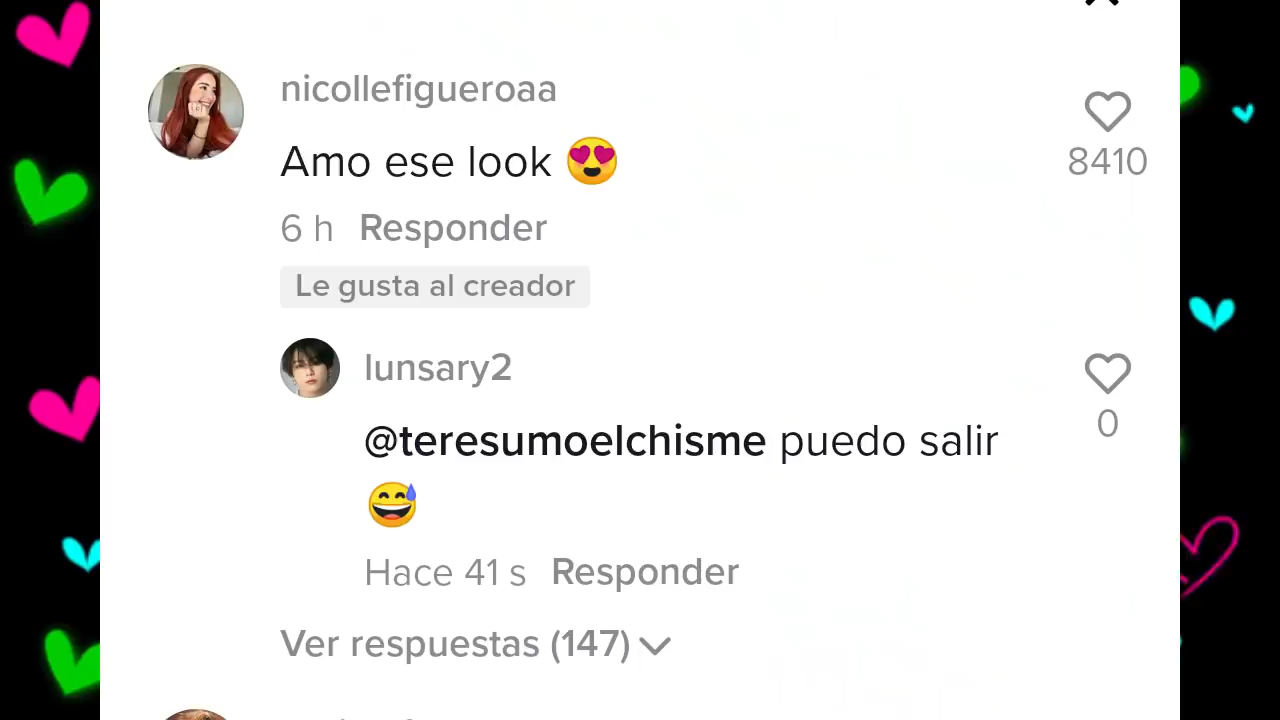 nicollefigueroaa
Amo ese look 😍
8410
6 h Responder
Le gusta al creador
lunsary2
@teresumoelchisme puedo salir
😅
0
Hace 41 s Responder
Ver respuestas (147)